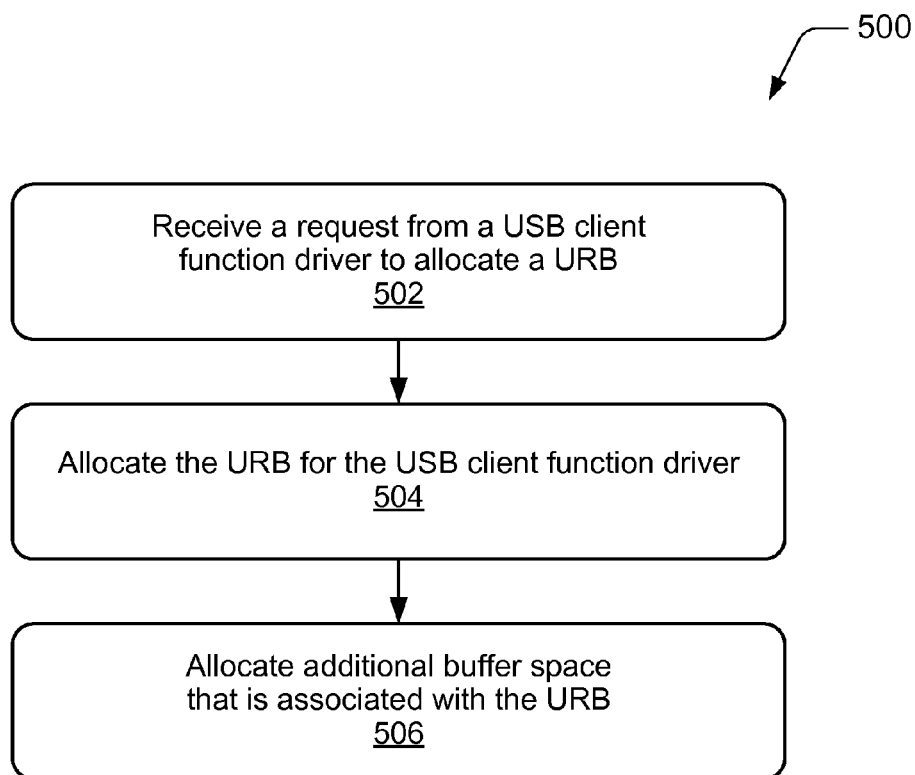 500
Receive a request from a USB client
function driver to allocate a URB
502
Allocate the URB for the USB client function driver
504
Allocate additional buffer space
that is associated with the URB
506